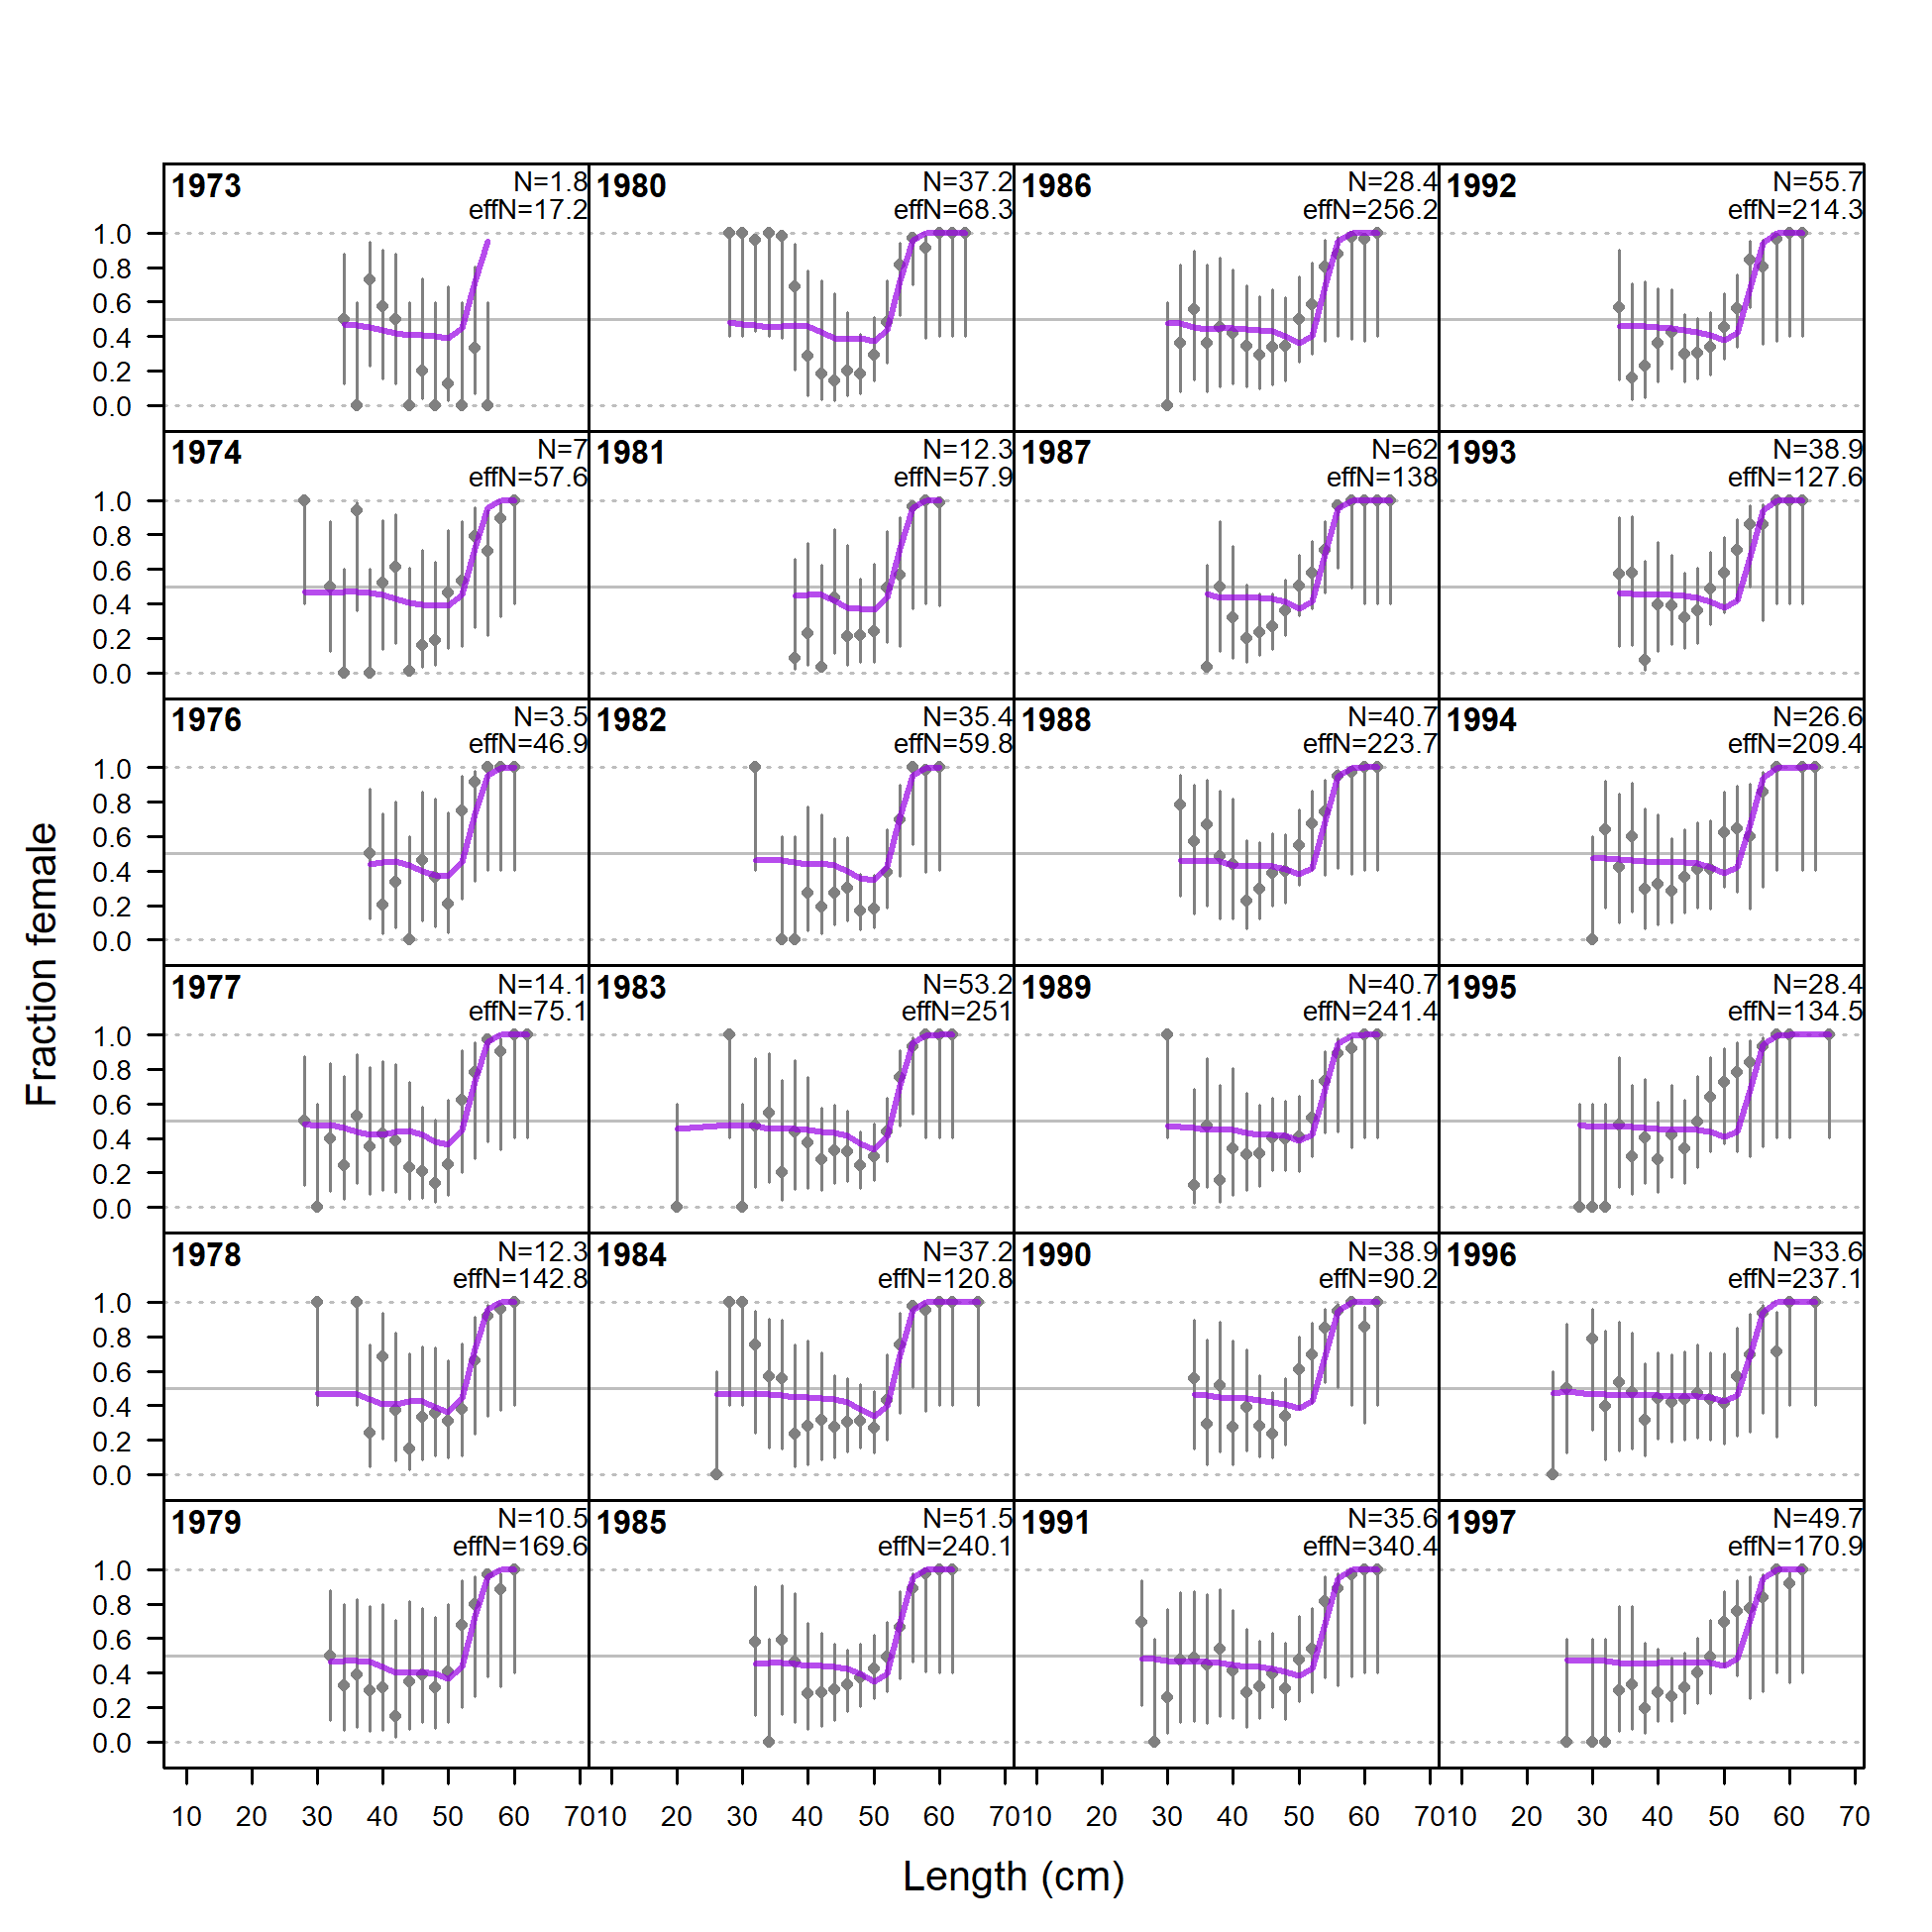 1973 N=1.8 1980 N=37.2 1986 N=28.4 1992 N=55.7
effN=17.2 effN=68.3 effN=256.2 effN=214.3
1.0
0.8
0.6
0.4
0.2
0.0
1974 N=7 1981 N=12.3 1987 N=62 1993 N=38.9
effN=57.6 effN=57.9 effN=138 effN=127.6
1.0
0.8
0.6
0.4
0.2
0.0
1976 N=3.5 1982 N=35.4 1988 N=40.7 1994 N=26.6
effN=46.9 effN=59.8 effN=223.7 effN=209.4
1.0
0.8
0.6
0.4
0.2
0.0
Fraction female
1977 N=14.1 1983 N=53.2 1989 N=40.7 1995 N=28.4
effN=75.1 effN=251 effN=241.4 effN=134.5
1.0
0.8
0.6
0.4
0.2
0.0
1978 N=12.3 1984 N=37.2 1990 N=38.9 1996 N=33.6
effN=142.8 effN=120.8 effN=90.2 effN=237.1
1.0
0.8
0.6
0.4
0.2
0.0
1979 N=10.5 1985 N=51.5 1991 N=35.6 1997 N=49.7
effN=169.6 effN=240.1 effN=340.4 effN=170.9
1.0
0.8
0.6
0.4
0.2
0.0
10 20 30 40 50 60 70 10 20 30 40 50 60 70 10 20 30 40 50 60 70 10 20 30 40 50 60 70
Length (cm)